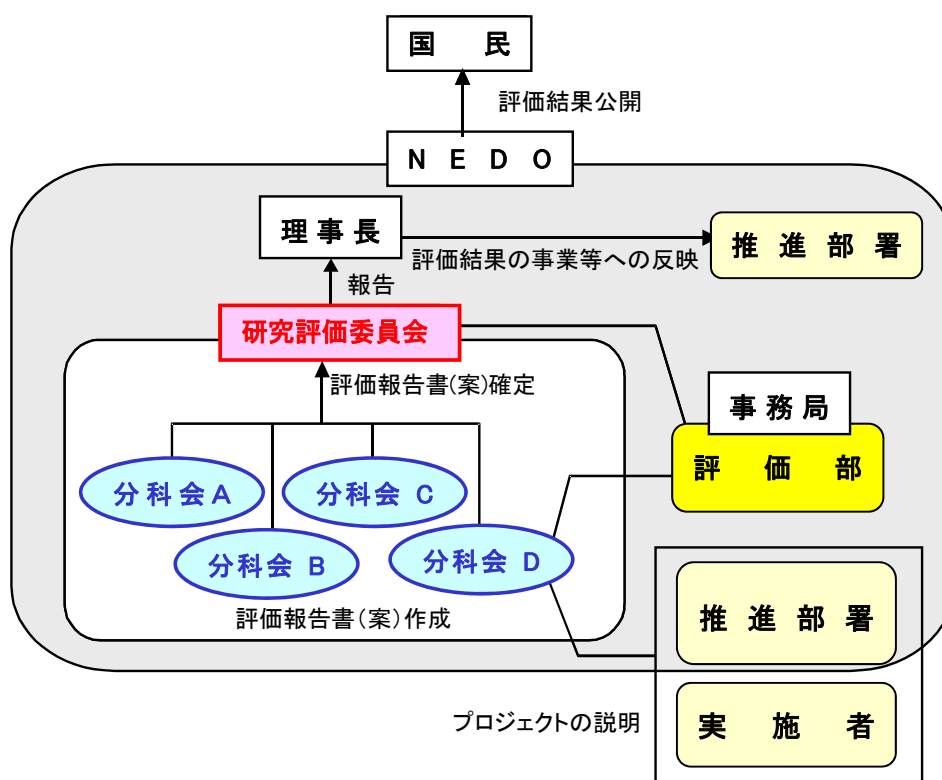 国民
評価結果公開
NEDO
理事長
評価結果の事業等への反映
推進部署
報告
研究評価委員会
評価報告書(案)確定
事務局
評価部
分科会A
分科会 C
分科会 B
分科会 D
評価報告書(案)作成
推進部署
プロジェクトの説明
実施者